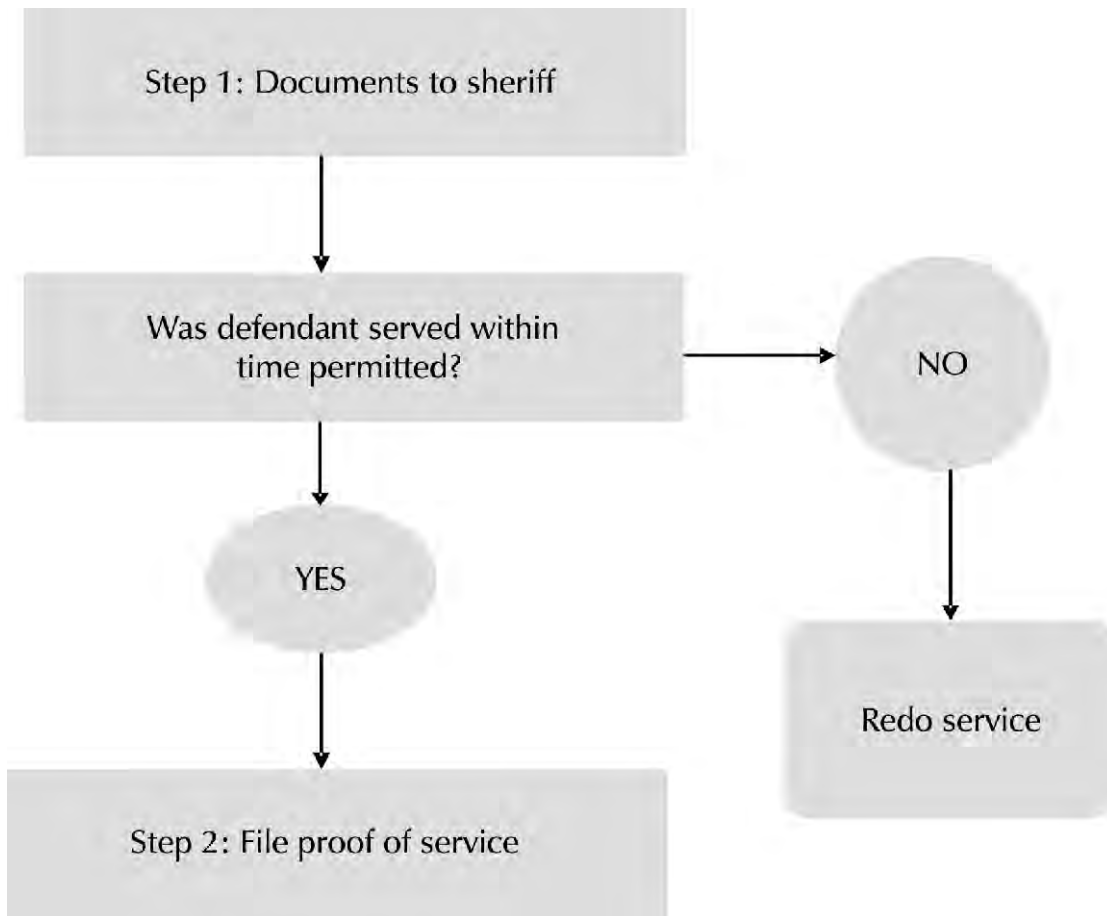 Step 1: Documents to sheriff
Was defendant served within
time permitted?
NO
YES
Redo service
Step 2: File proof of service